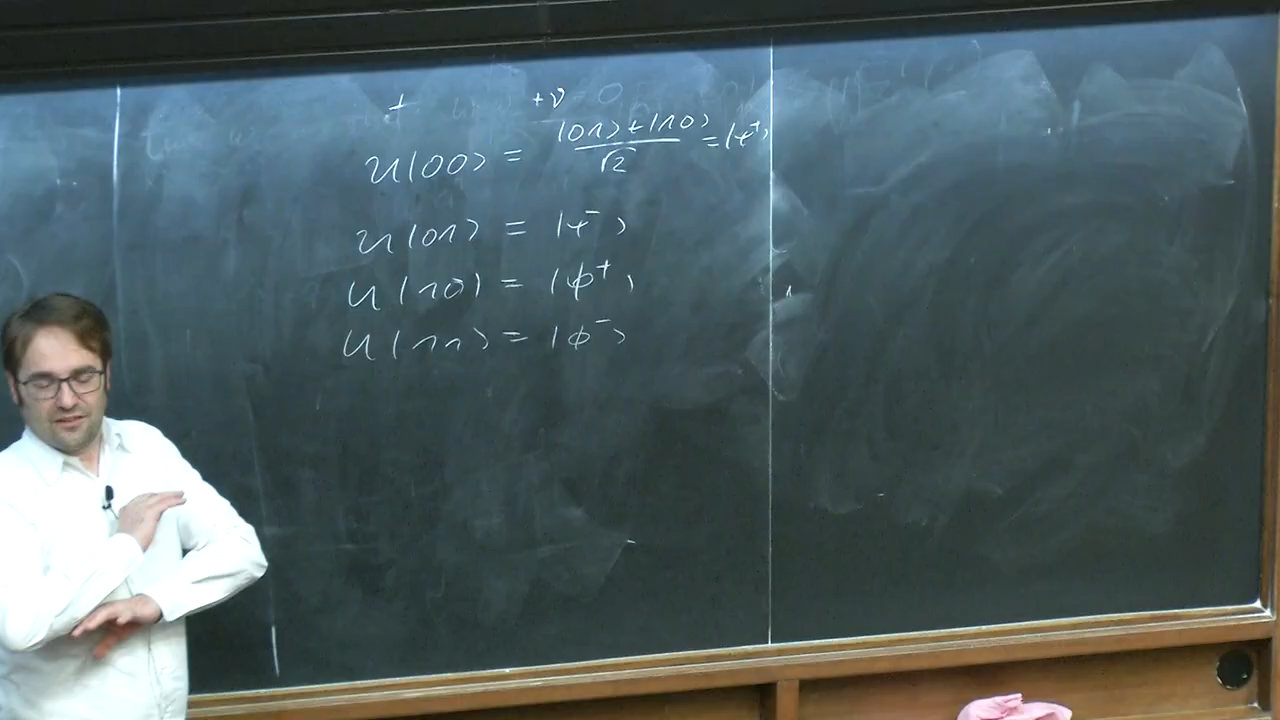 U|00⟩ = (|01⟩+|10⟩)/√2 = |ψ⁺⟩
U|01⟩ = |ψ⁻⟩
U|10⟩ = |ϕ⁺⟩
U|11⟩ = |ϕ⁻⟩